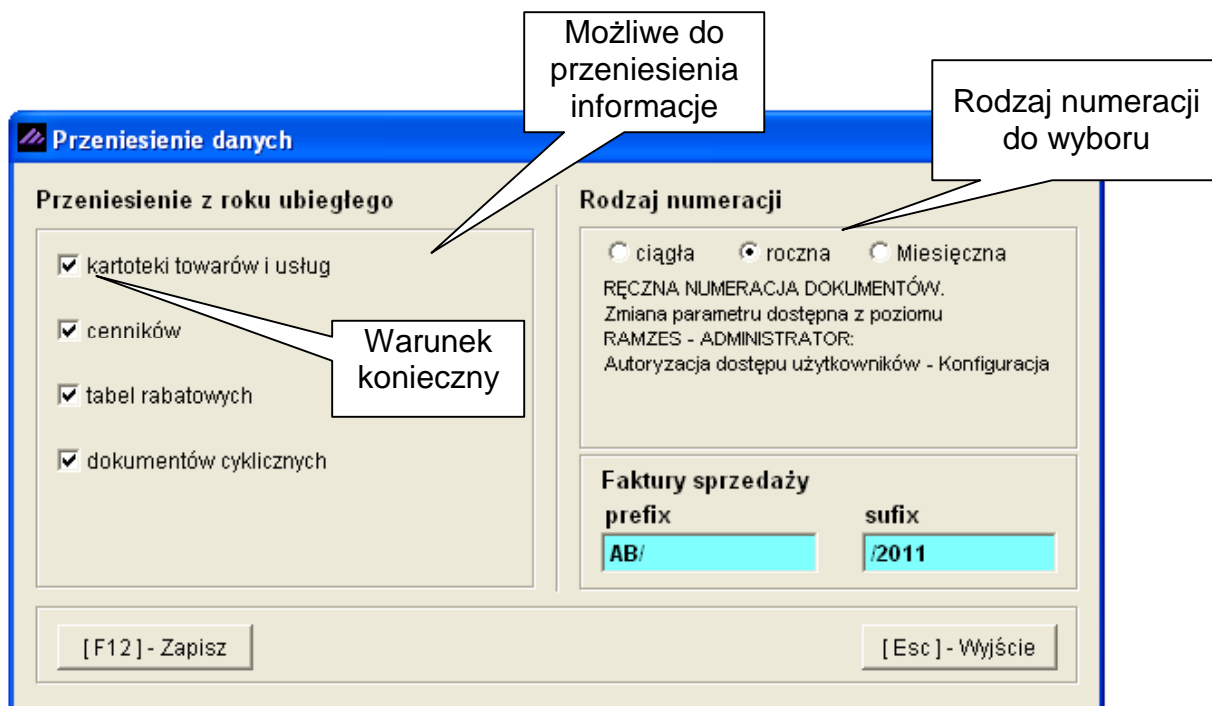 Możliwe do
przeniesienia
informacje
Rodzaj numeracji
do wyboru
Przeniesienie danych
Przeniesienie z roku ubiegłego
kartoteki towarów i usług
cenników
tabel rabatowych
dokumentów cyklicznych
Warunek
konieczny
Rodzaj numeracji
ciągła roczna Miesięczna
RĘCZNA NUMERACJA DOKUMENTÓW.
Zmiana parametru dostępna z poziomu
RAMZES - ADMINISTRATOR:
Autoryzacja dostępu użytkowników - Konfiguracja
Faktury sprzedaży
prefix sufix
AB/ /2011
[ F12 ] - Zapisz [ Esc ] - Wyjście